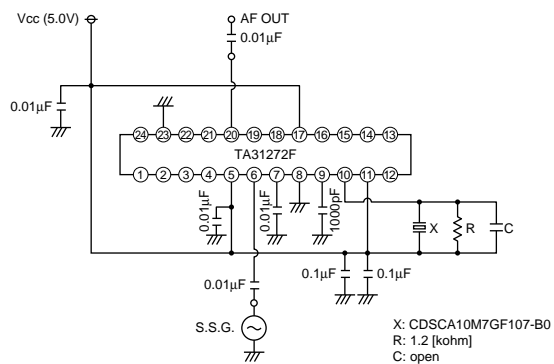 Vcc (5.0V)
AF OUT
0.01µF
0.01µF
24 23 22 21 20 19 18 17 16 15 14 13
TA31272F
1 2 3 4 5 6 7 8 9 10 11 12
0.01µF
0.01µF
1000pF
X
R
C
0.01µF
0.1µF
0.1µF
S.S.G.
X: CDSCA10M7GF107-B0
R: 1.2 [kohm]
C: open